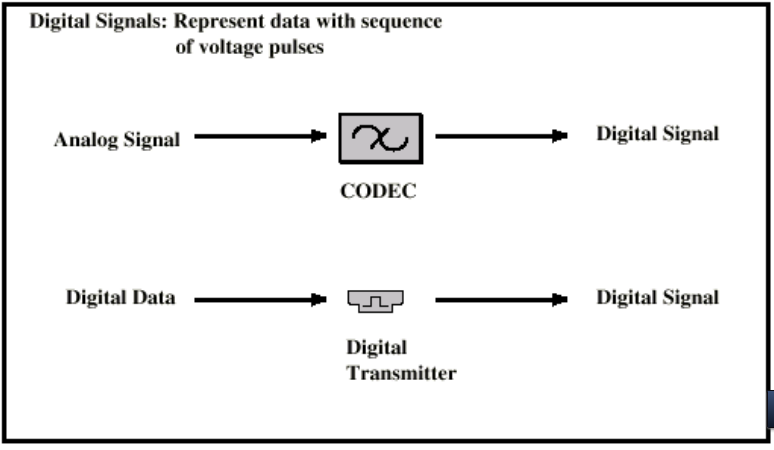 Digital Signals: Represent data with sequence
of voltage pulses
Analog Signal
Digital Signal
CODEC
Digital Data
Digital Signal
Digital
Transmitter